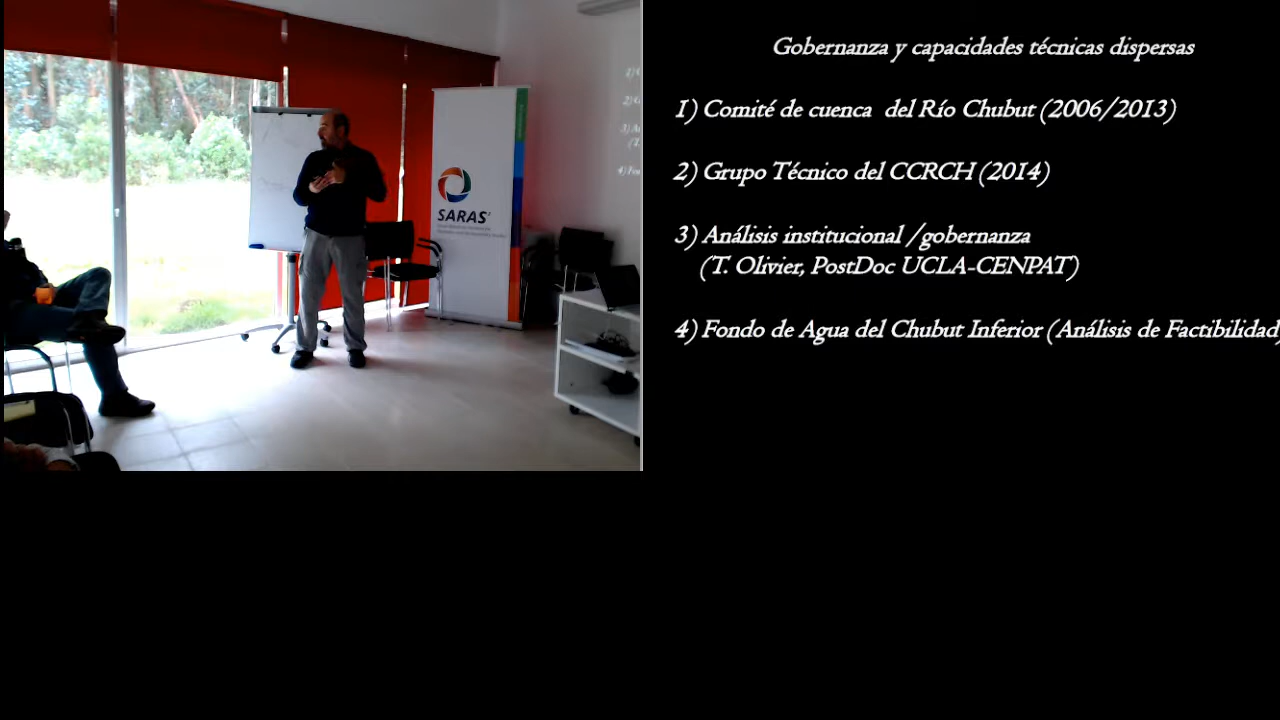 SARAS
Gobernanza y capacidades técnicas dispersas
1) Comité de cuenca del Río Chubut (2006/2013)
2) Grupo Técnico del CCRCH (2014)
3) Análisis institucional /gobernanza
(T. Olivier, PostDoc UCLA-CENPAT)
4) Fondo de Agua del Chubut Inferior (Análisis de Factibilidad)